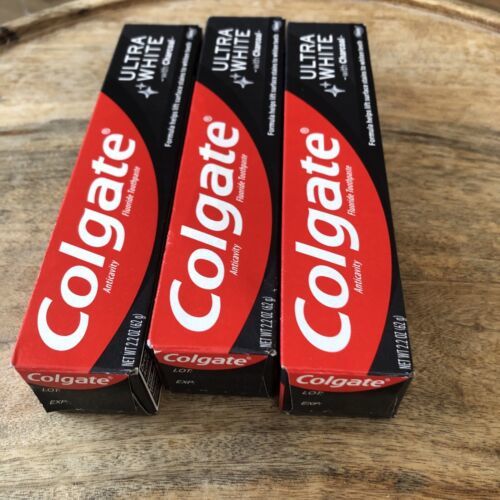 Colgate®
Anticavity
Fluoride Toothpaste
ULTRA
WHITE
-with Charcoal-
Formula helps lift surface stains to whiten teeth
NET WT 2.2 OZ (62 g)
Colgate®
LOT:
EXP:
Colgate®
Anticavity
Fluoride Toothpaste
ULTRA
WHITE
-with Charcoal-
Formula helps lift surface stains to whiten teeth
NET WT 2.2 OZ (62 g)
Colgate®
LOT:
EXP:
Colgate®
Anticavity
Fluoride Toothpaste
ULTRA
WHITE
-with Charcoal-
Formula helps lift surface stains to whiten teeth
NET WT 2.2 OZ (62 g)
Colgate®
LOT:
EXP: